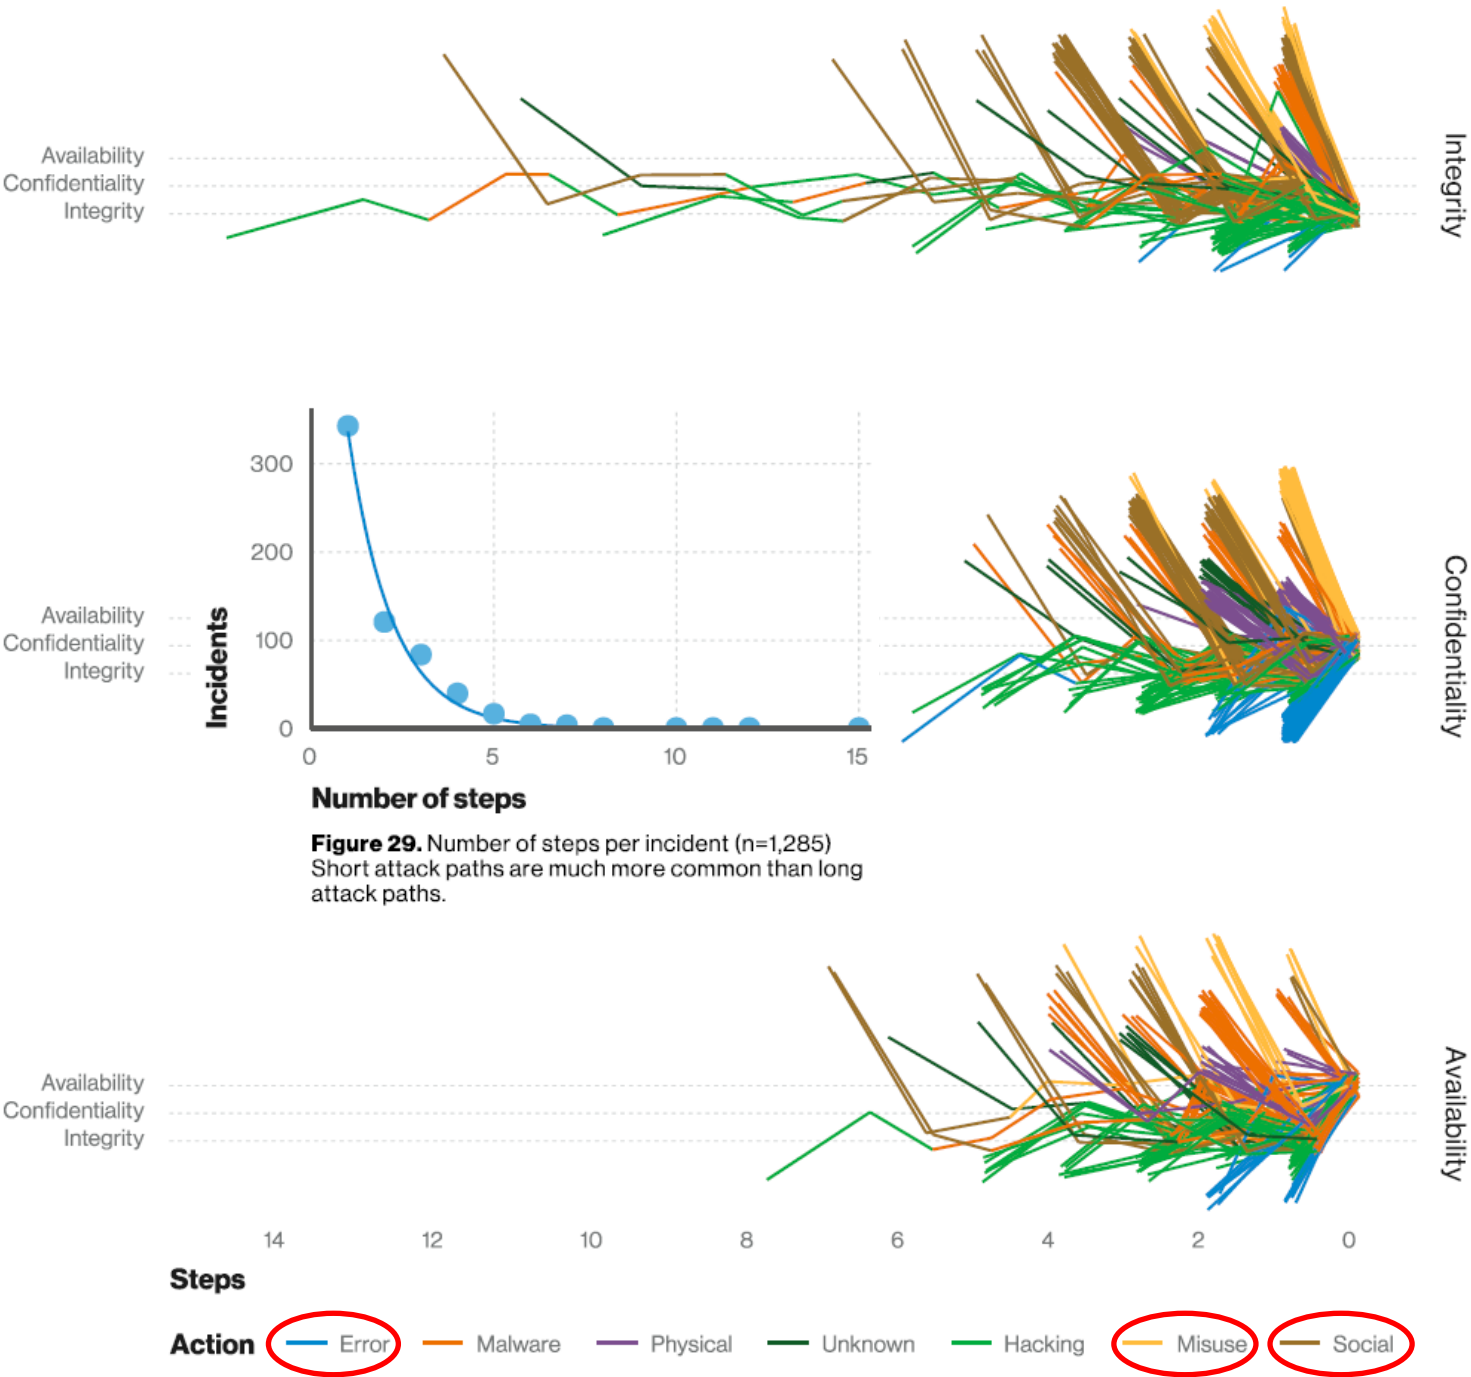 Availability
Confidentiality
Integrity
Integrity
300
200
100
0
Incidents
0 5 10 15
Number of steps
Figure 29. Number of steps per incident (n=1,285)
Short attack paths are much more common than long
attack paths.
Availability
Confidentiality
Integrity
Confidentiality
Availability
Confidentiality
Integrity
Availability
14 12 10 8 6 4 2 0
Steps
Action Error Malware Physical Unknown Hacking Misuse Social